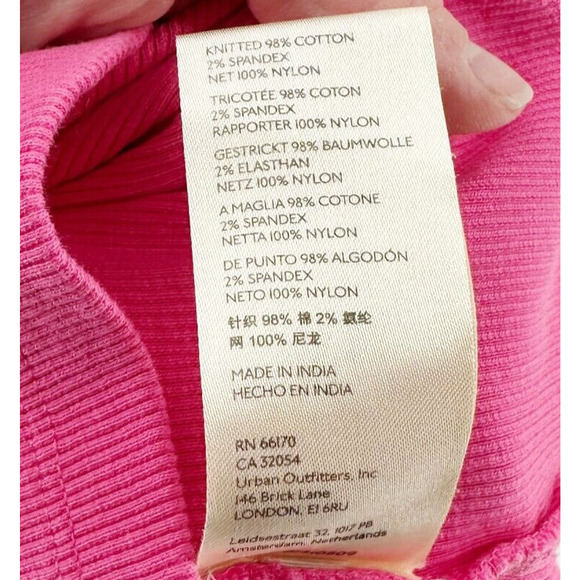 KNITTED 98% COTTON
2% SPANDEX
NET 100% NYLON
TRICOTÉE 98% COTON
2% SPANDEX
RAPPORTER 100% NYLON
GESTRICKT 98% BAUMWOLLE
2% ELASTHAN
NETZ 100% NYLON
A MAGLIA 98% COTONE
2% SPANDEX
NETTA 100% NYLON
DE PUNTO 98% ALGODÓN
2% SPANDEX
NETO 100% NYLON
针织 98% 棉 2% 氨纶
网 100% 尼龙
MADE IN INDIA
HECHO EN INDIA
RN 66170
CA 32054
Urban Outfitters, Inc
146 Brick Lane
LONDON, E1 6RU
Leidsestraat 32, 1017 PB
Amsterdam, Netherlands